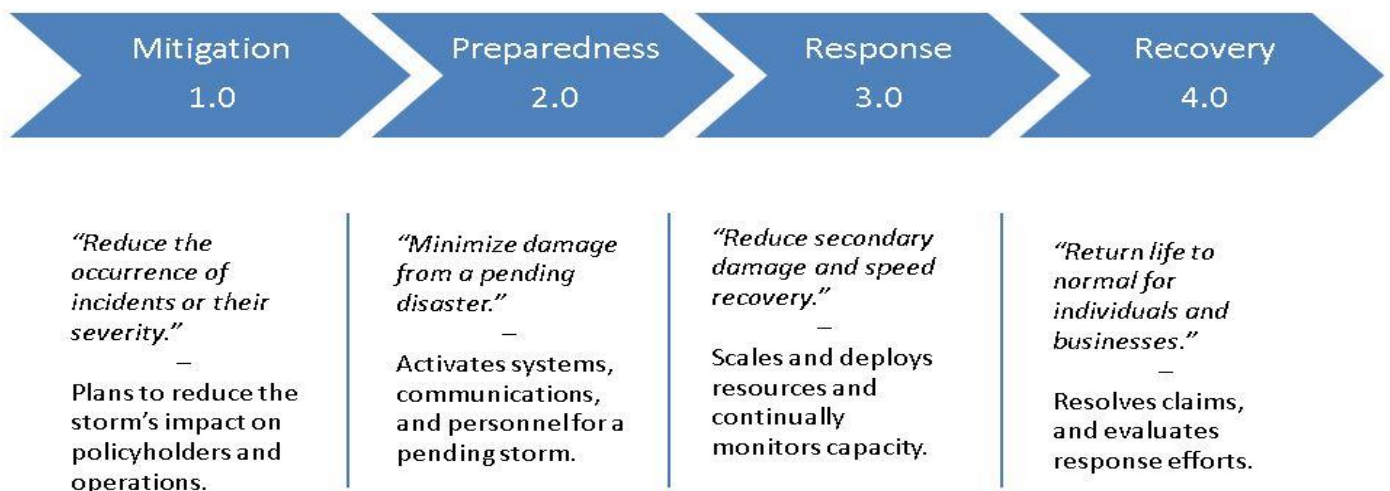 Mitigation
1.0
Preparedness
2.0
Response
3.0
Recovery
4.0
“Reduce the
occurrence of
incidents or their
severity.”
–
Plans to reduce the
storm’s impact on
policyholders and
operations.
“Minimize damage
from a pending
disaster.”
–
Activates systems,
communications,
and personnel for a
pending storm.
“Reduce secondary
damage and speed
recovery.”
–
Scales and deploys
resources and
continually
monitors capacity.
“Return life to
normal for
individuals and
businesses.”
–
Resolves claims,
and evaluates
response efforts.